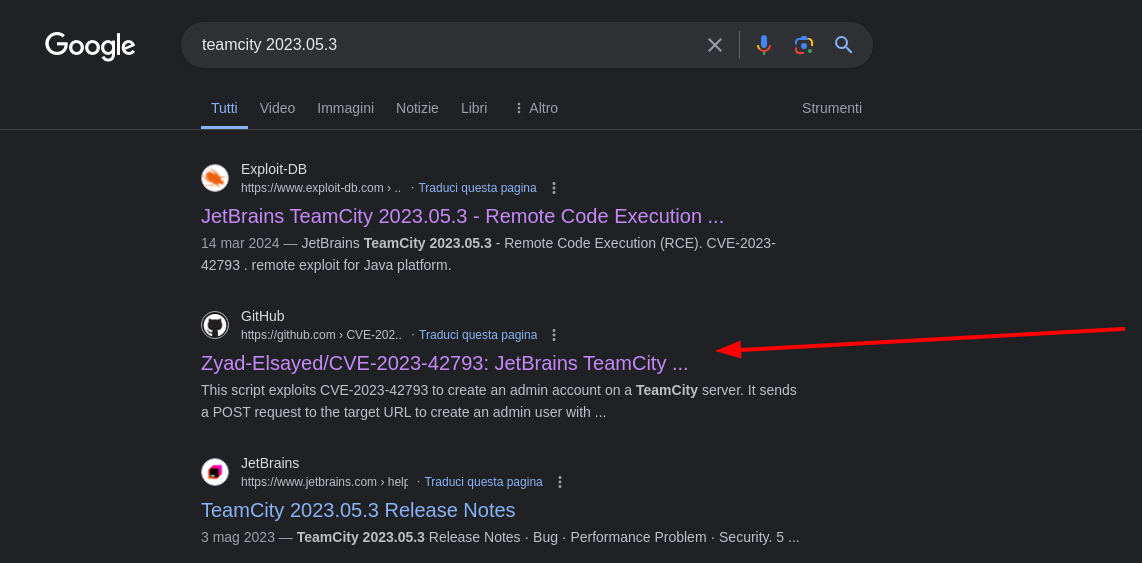 Google
teamcity 2023.05.3
Tutti Video Immagini Notizie Libri Altro Strumenti
Exploit-DB
https://www.exploit-db.com › .. · Traduci questa pagina
JetBrains TeamCity 2023.05.3 - Remote Code Execution ...
14 mar 2024 — JetBrains TeamCity 2023.05.3 - Remote Code Execution (RCE). CVE-2023-
42793 . remote exploit for Java platform.
GitHub
https://github.com › CVE-202... · Traduci questa pagina
Zyad-Elsayed/CVE-2023-42793: JetBrains TeamCity ...
This script exploits CVE-2023-42793 to create an admin account on a TeamCity server. It sends
a POST request to the target URL to create an admin user with ...
JetBrains
https://www.jetbrains.com › help · Traduci questa pagina
TeamCity 2023.05.3 Release Notes
3 mag 2023 — TeamCity 2023.05.3 Release Notes · Bug · Performance Problem · Security. 5 ...